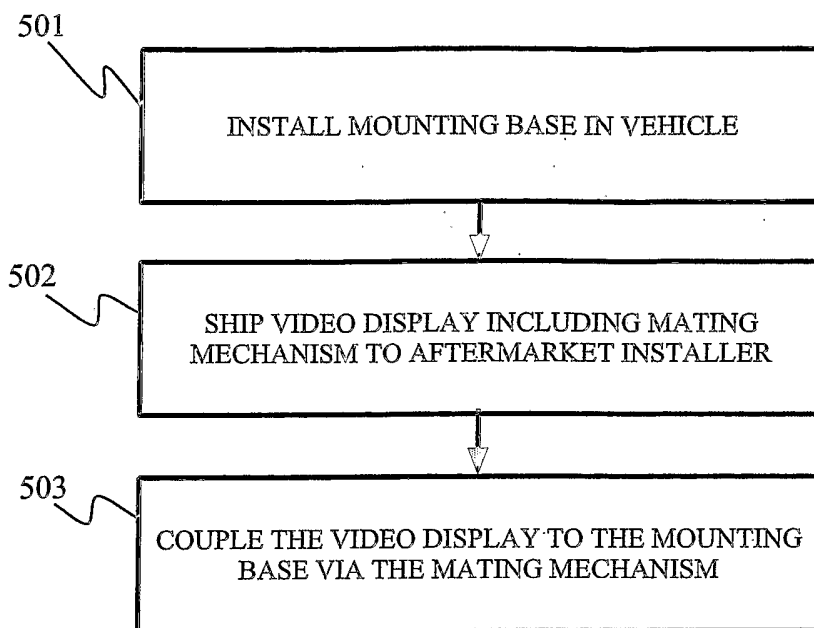 501
INSTALL MOUNTING BASE IN VEHICLE
502
SHIP VIDEO DISPLAY INCLUDING MATING
MECHANISM TO AFTERMARKET INSTALLER
503
COUPLE THE VIDEO DISPLAY TO THE MOUNTING
BASE VIA THE MATING MECHANISM